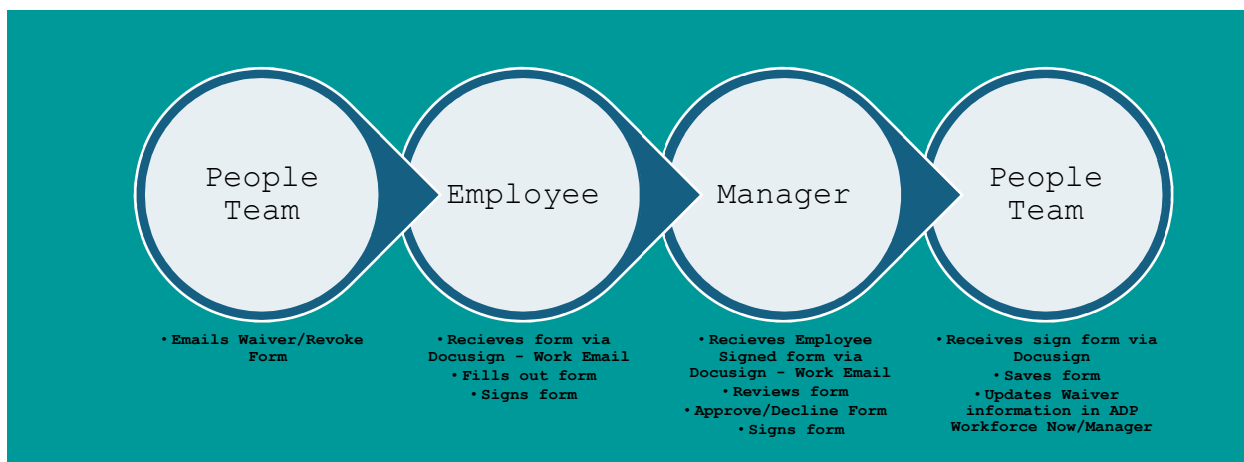 People
Team
Employee
Manager
People
Team
• Emails Waiver/Revoke
Form
• Recieves form via
Docusign - Work Email
• Fills out form
• Signs form
• Recieves Employee
Signed form via
Docusign - Work Email
• Reviews form
• Approve/Decline Form
• Signs form
• Receives sign form via
Docusign
• Saves form
• Updates Waiver
information in ADP
Workforce Now/Manager